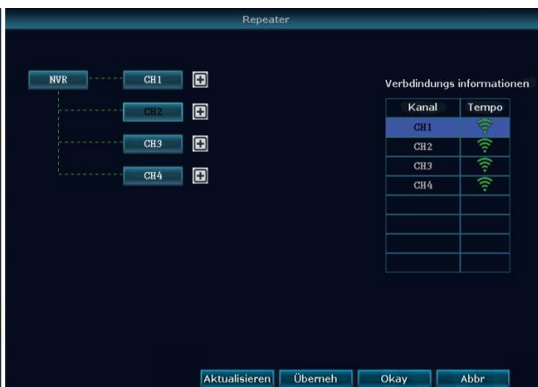 Repeater
NVR
CH1
CH2
CH3
CH4
Verbdindungs informationen
Kanal Tempo
CH1
CH2
CH3
CH4
Aktualisieren Überneh Okay Abbr